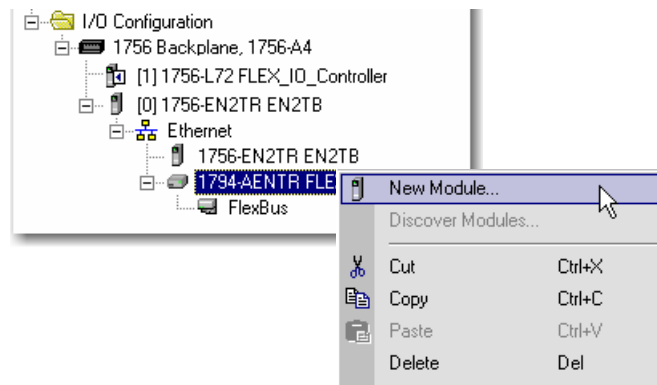 I/O Configuration
1756 Backplane, 1756-A4
[1] 1756-L72 FLEX_IO_Controller
[0] 1756-EN2TR EN2TB
Ethernet
1756-EN2TR EN2TB
1794-AENTR FLE
FlexBus
New Module...
Discover Modules...
Cut Ctrl+X
Copy Ctrl+C
Paste Ctrl+V
Delete Del